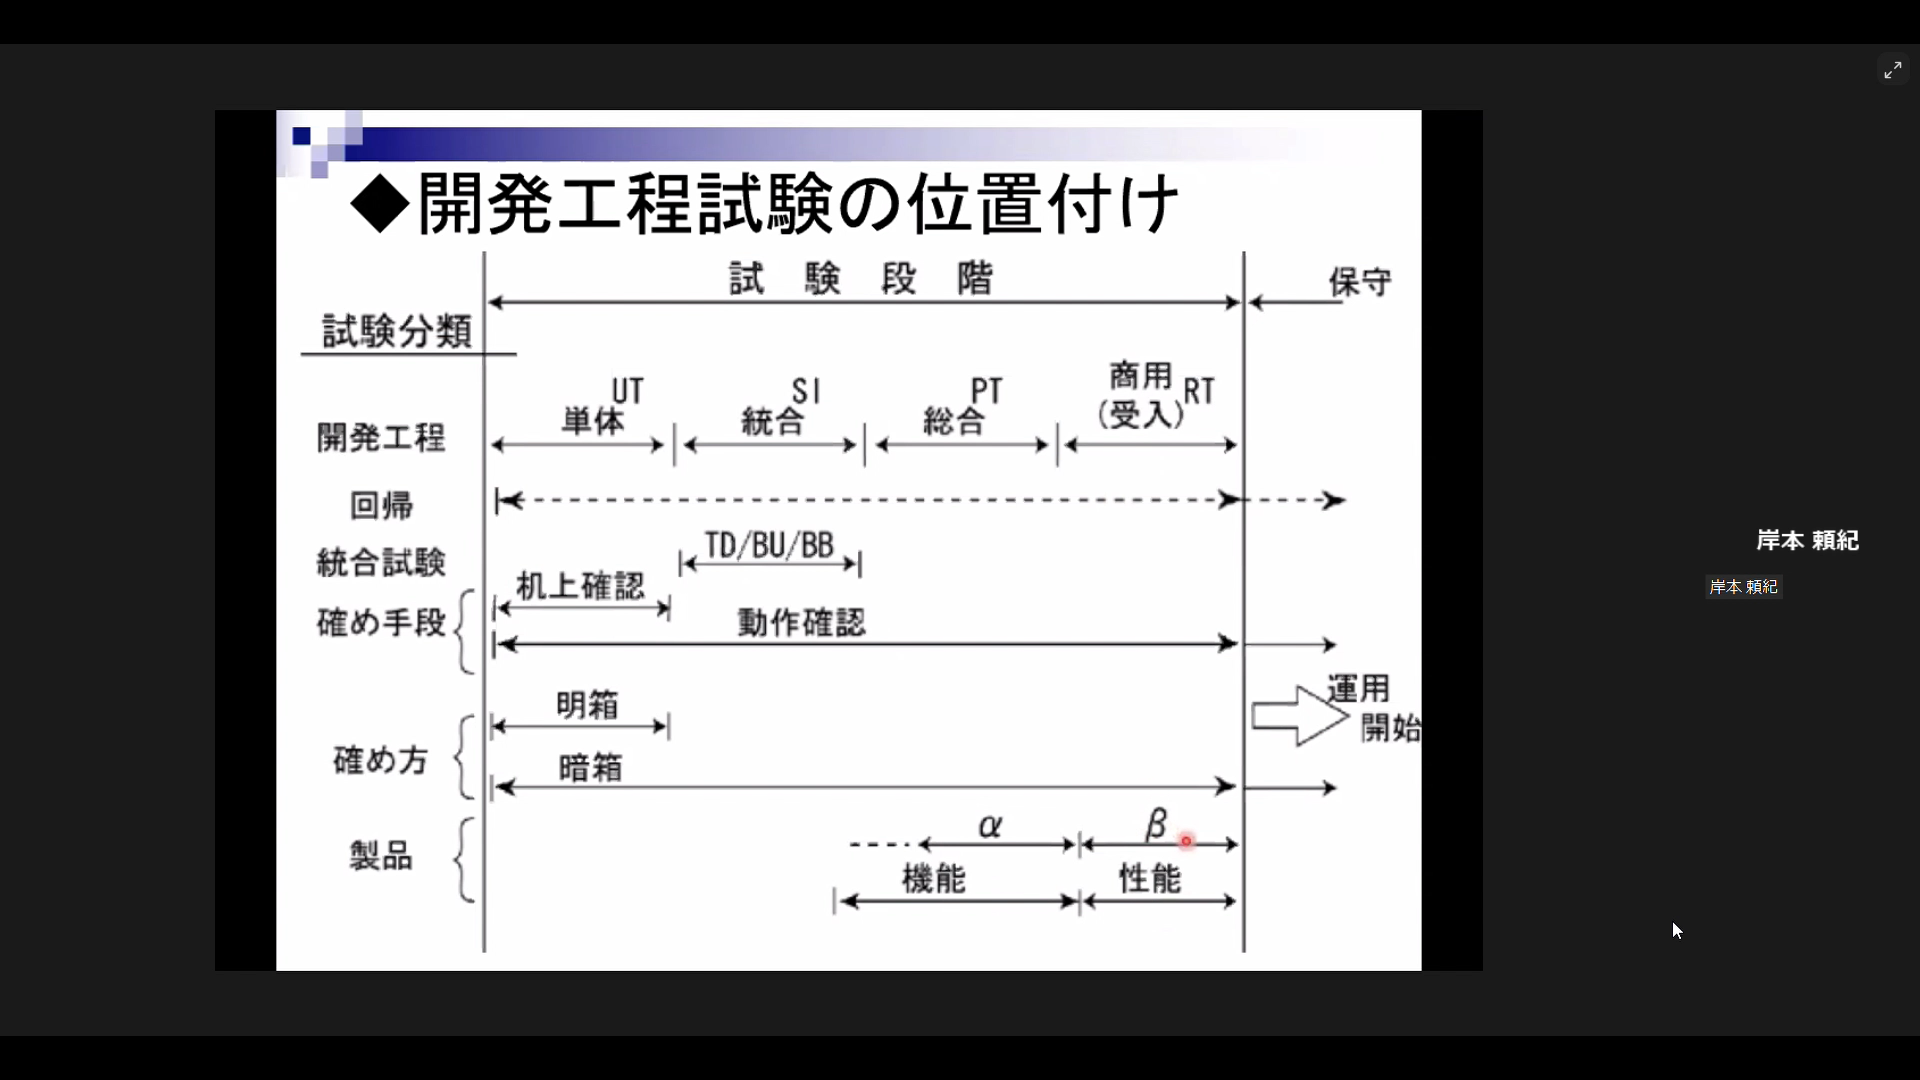 ◆開発工程試験の位置付け
試験段階
保守
試験分類
開発工程
UT
単体
SI
統合
PT
総合
商用
(受入)
RT
回帰
統合試験
TD/BU/BB
確め手段
机上確認
動作確認
確め方
明箱
暗箱
運用
開始
製品
α
β
機能
性能
岸本 頼紀
岸本 頼紀